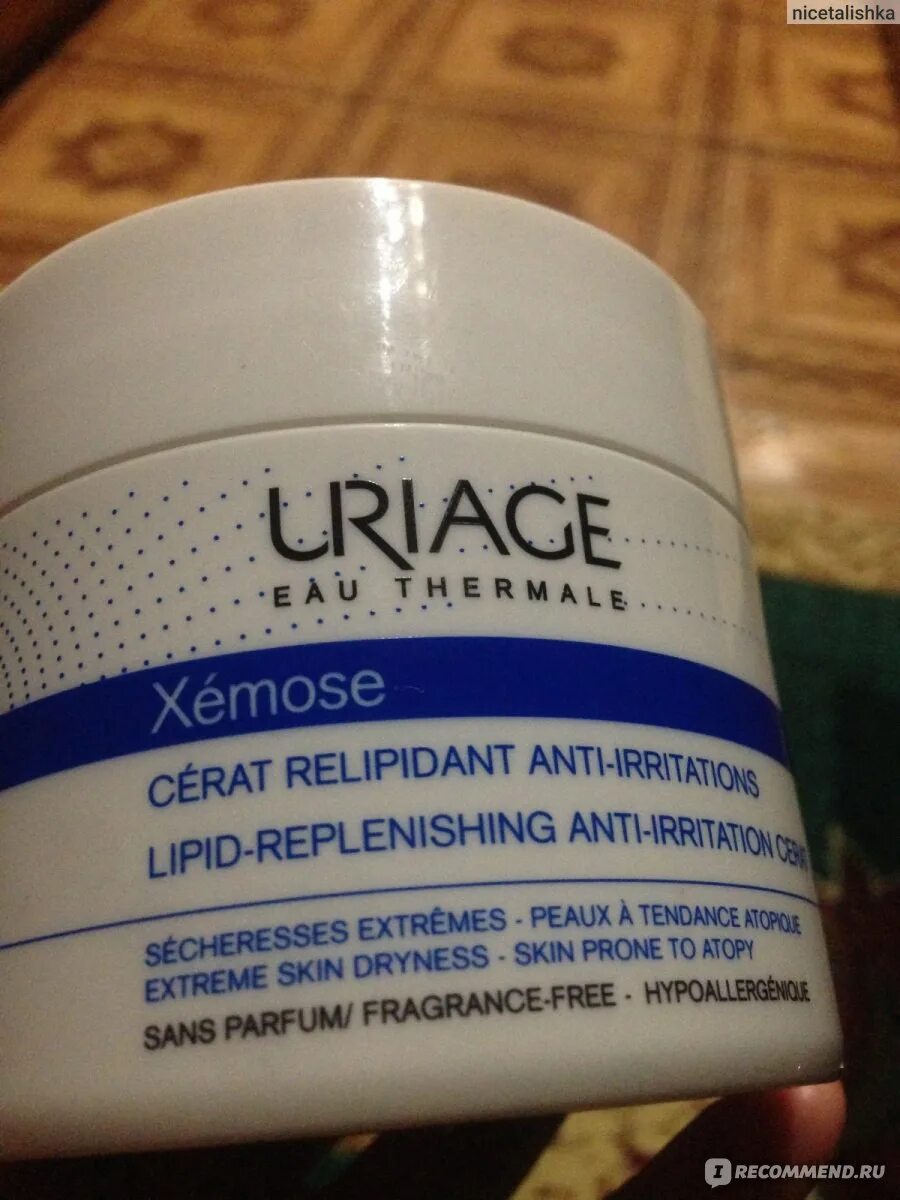 nicetalishka
URIAGE
EAU THERMALE
Xémose
CÉRAT RELIPIDANT ANTI-IRRITATIONS
LIPID-REPLENISHING ANTI-IRRITATION CERAT
SÉCHERESSES EXTRÊMES - PEAUX À TENDANCE ATOPIQUE
EXTREME SKIN DRYNESS - SKIN PRONE TO ATOPY
SANS PARFUM/ FRAGRANCE-FREE - HYPOALLERGÉNIQUE
IRECOMMEND.RU